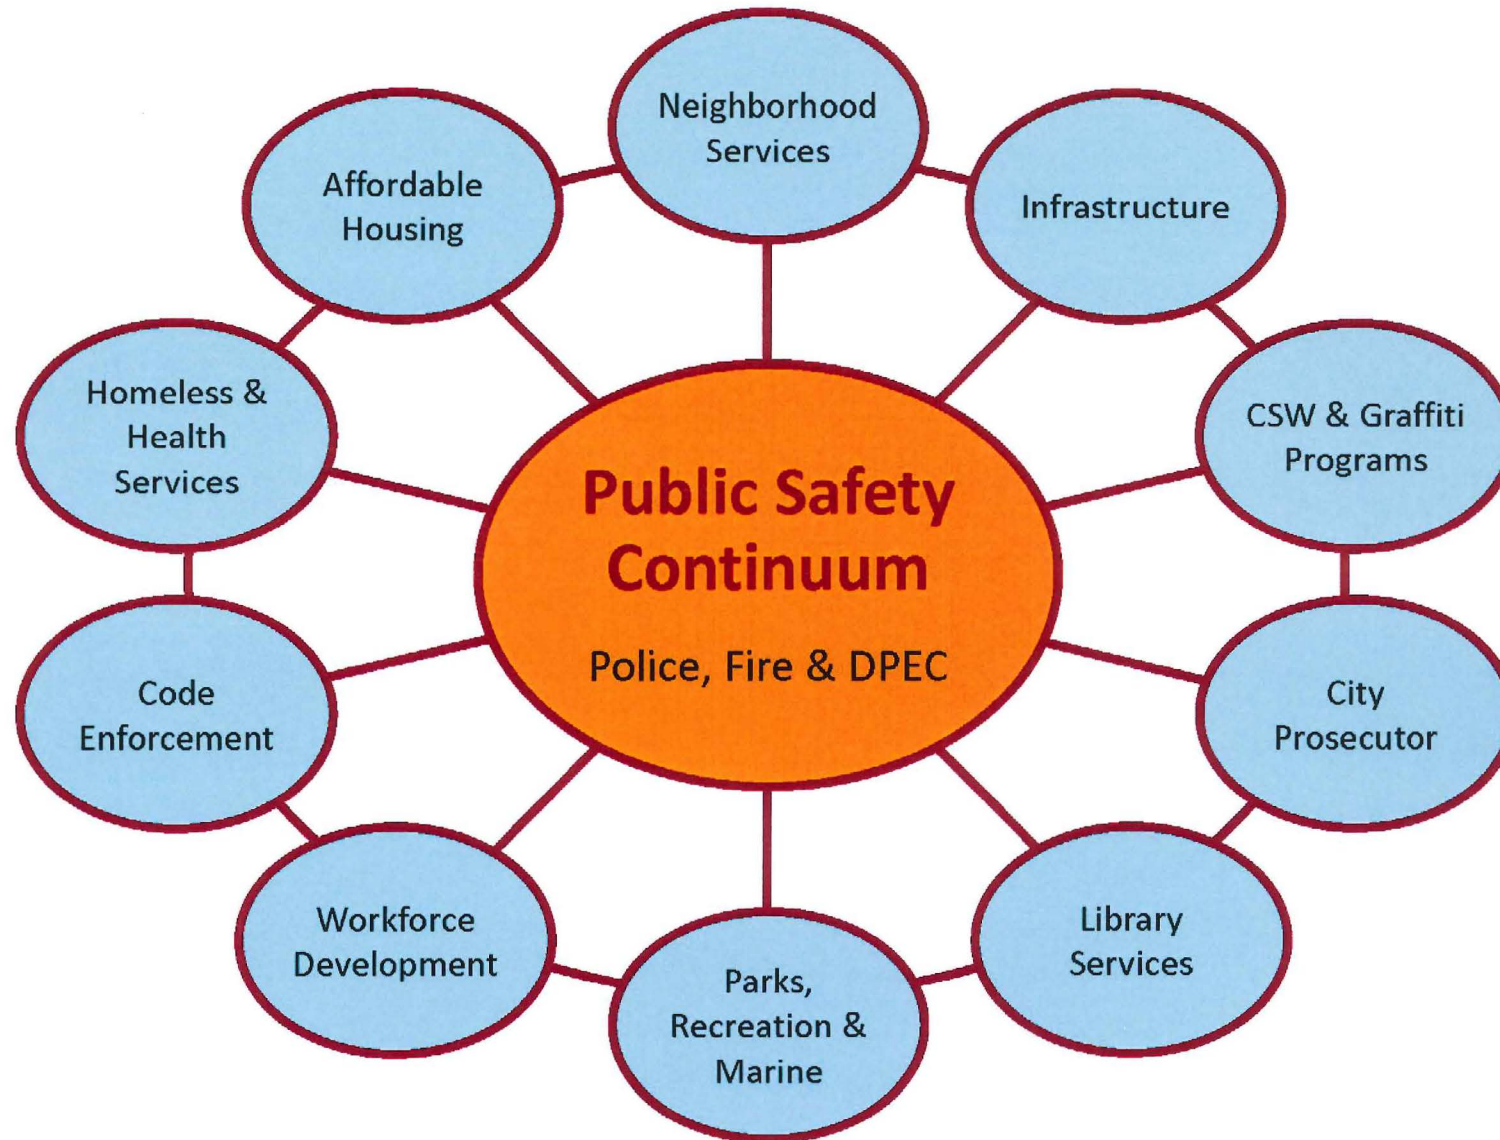 Neighborhood
Services
Affordable
Housing
Infrastructure
Homeless &
Health
Services
CSW & Graffiti
Programs
Public Safety
Continuum
Police, Fire & DPEC
Code
Enforcement
City
Prosecutor
Workforce
Development
Library
Services
Parks,
Recreation &
Marine